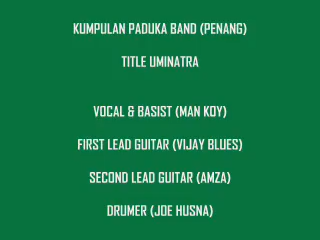 KUMPULAN PADUKA BAND (PENANG)
TITLE UMINATRA
VOCAL & BASIST (MAN KOY)
FIRST LEAD GUITAR (VIJAY BLUES)
SECOND LEAD GUITAR (AMZA)
DRUMER (JOE HUSNA)